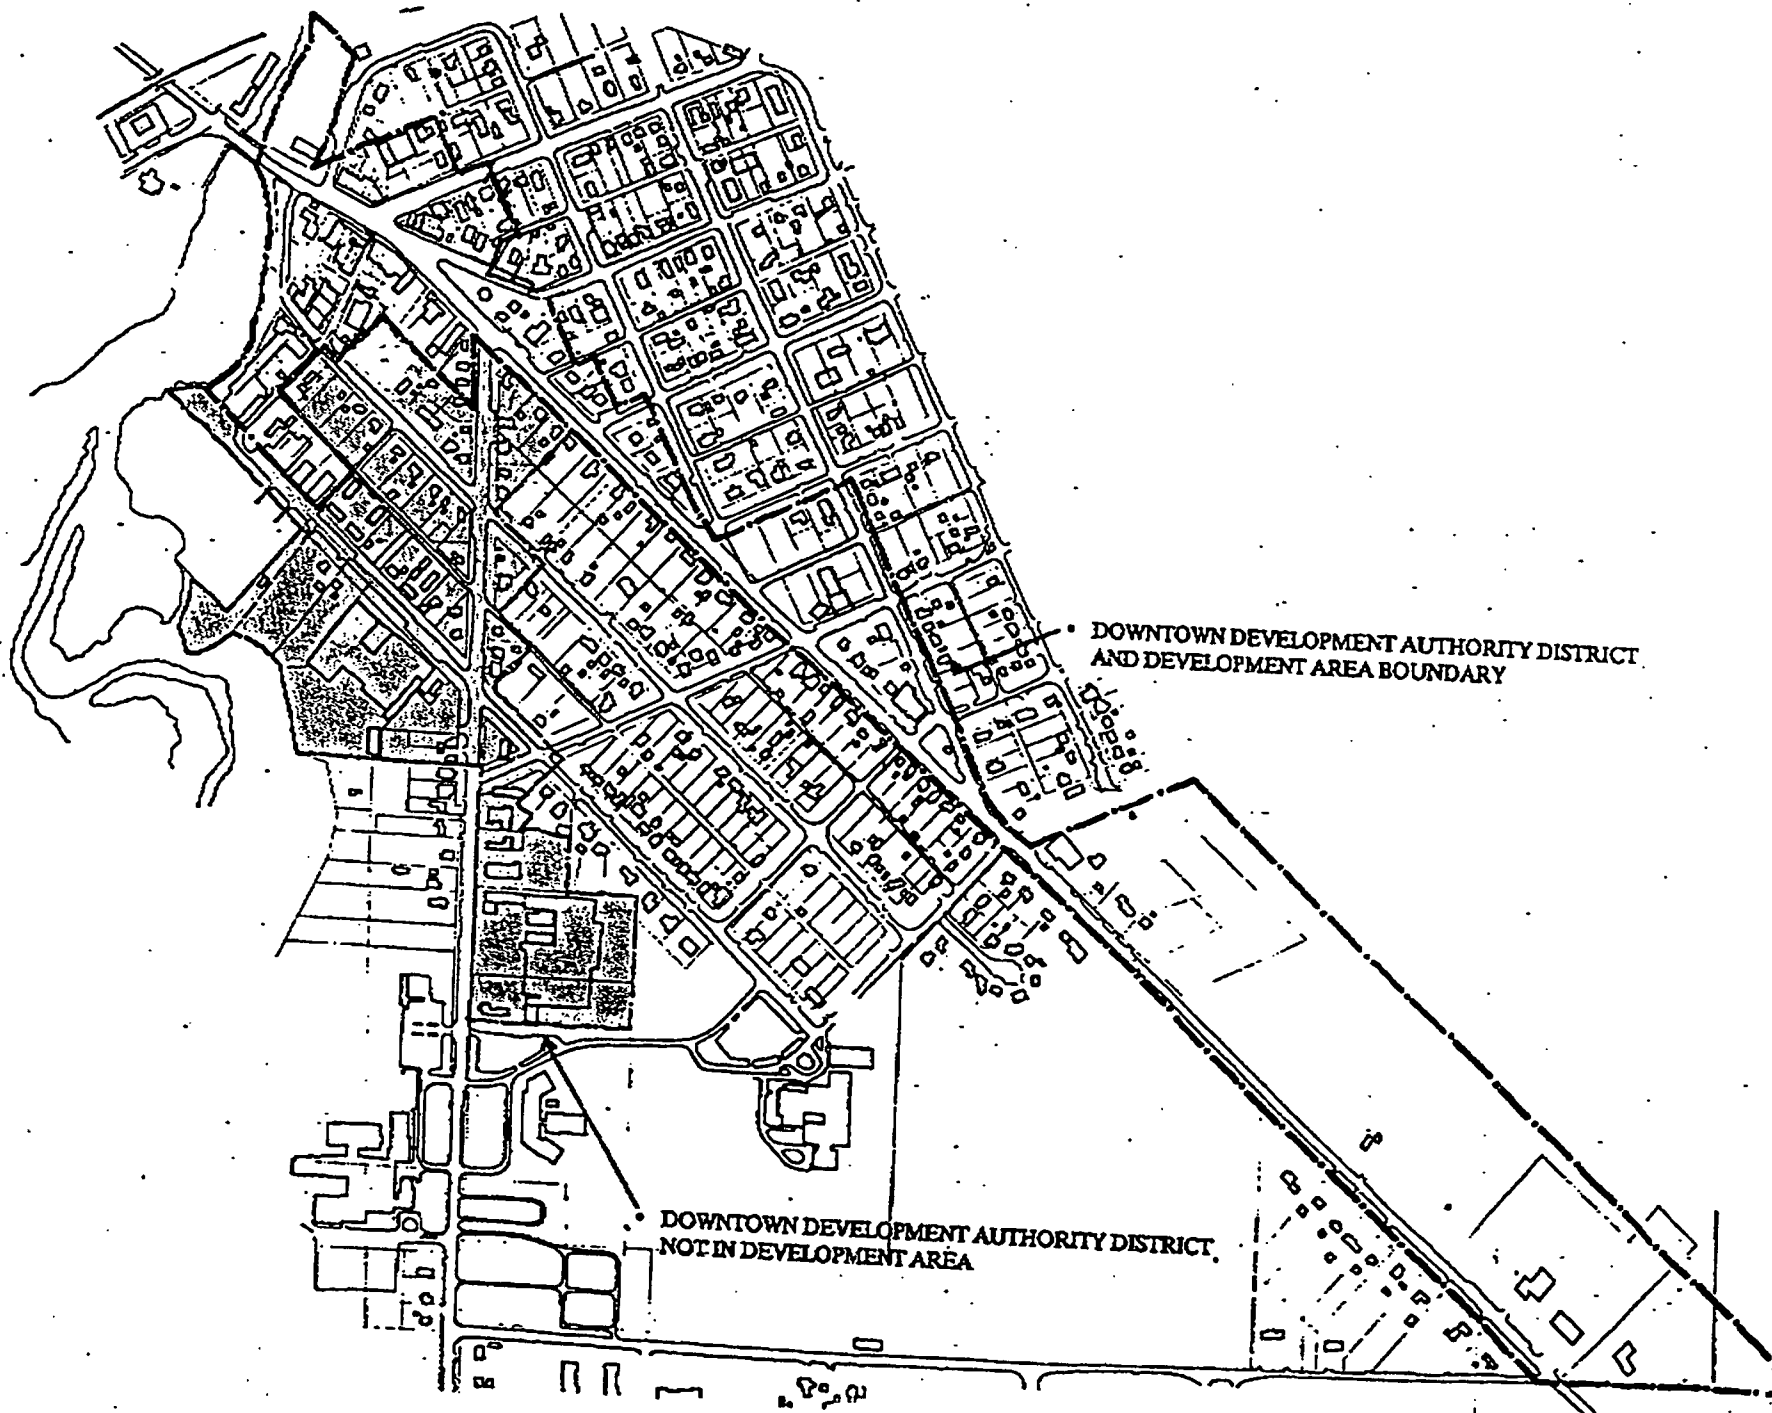 DOWNTOWN DEVELOPMENT AUTHORITY DISTRICT
AND DEVELOPMENT AREA BOUNDARY
DOWNTOWN DEVELOPMENT AUTHORITY DISTRICT
NOT IN DEVELOPMENT AREA